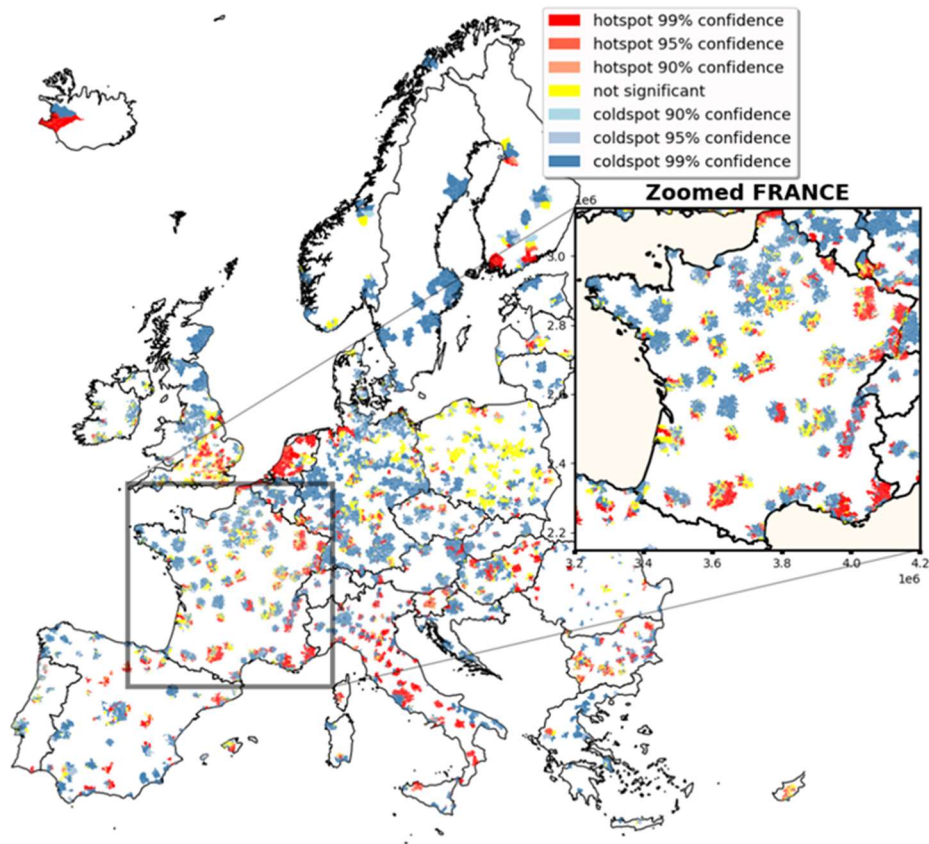 hotspot 99% confidence
hotspot 95% confidence
hotspot 90% confidence
not significant
coldspot 90% confidence
coldspot 95% confidence
coldspot 99% confidence
Zoomed FRANCE
1e6
3.0
2.8
2.6
2.4
2.2
3.2 3.4 3.6 3.8 4.0 4.2
1e6